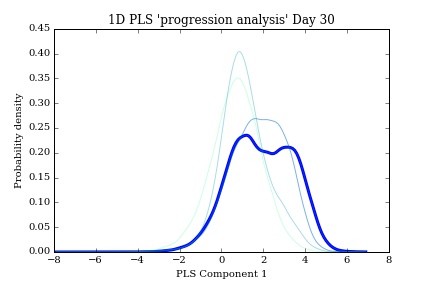 1D PLS 'progression analysis' Day 30
0.45
0.40
0.35
0.30
0.25
0.20
0.15
0.10
0.05
0.00
Probability density
−8 −6 −4 −2 0 2 4 6 8
PLS Component 1